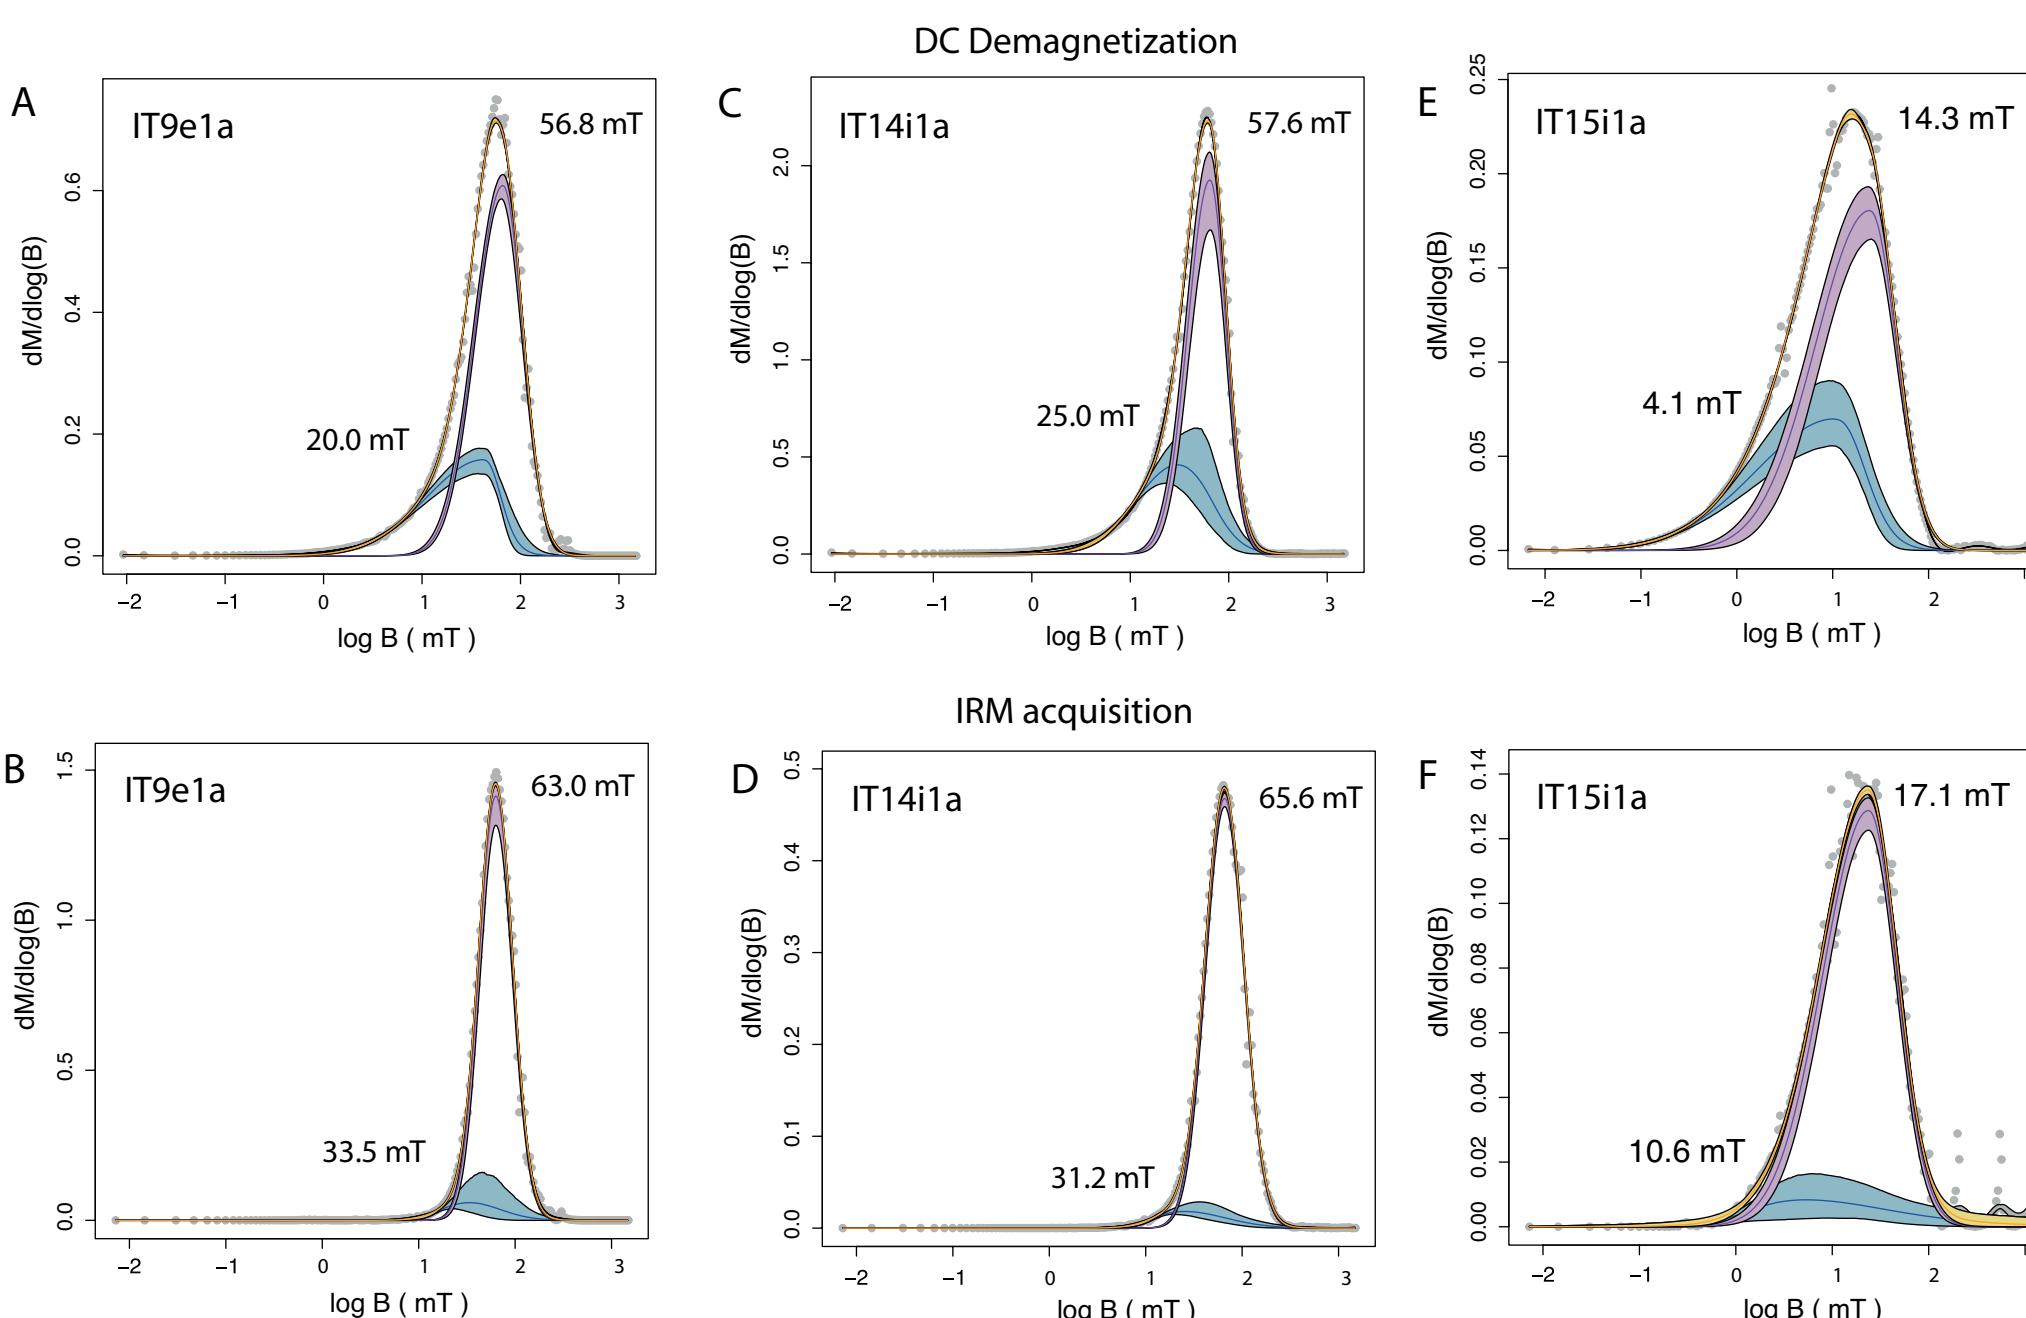 DC Demagnetization
A
IT9e1a
56.8 mT
20.0 mT
dM/dlog(B)
0.0 0.2 0.4 0.6
−2 −1 0 1 2 3
log B ( mT )
C
IT14i1a
57.6 mT
25.0 mT
dM/dlog(B)
0.0 0.5 1.0 1.5 2.0
−2 −1 0 1 2 3
log B ( mT )
E
IT15i1a
14.3 mT
4.1 mT
dM/dlog(B)
0.00 0.05 0.10 0.15 0.20 0.25
−2 −1 0 1 2
log B ( mT )
IRM acquisition
B
IT9e1a
63.0 mT
33.5 mT
dM/dlog(B)
0.0 0.5 1.0 1.5
−2 −1 0 1 2 3
log B ( mT )
D
IT14i1a
65.6 mT
31.2 mT
dM/dlog(B)
0.0 0.1 0.2 0.3 0.4 0.5
−2 −1 0 1 2 3
log B ( mT )
F
IT15i1a
17.1 mT
10.6 mT
dM/dlog(B)
0.00 0.02 0.04 0.06 0.08 0.10 0.12 0.14
−2 −1 0 1 2
log B ( mT )